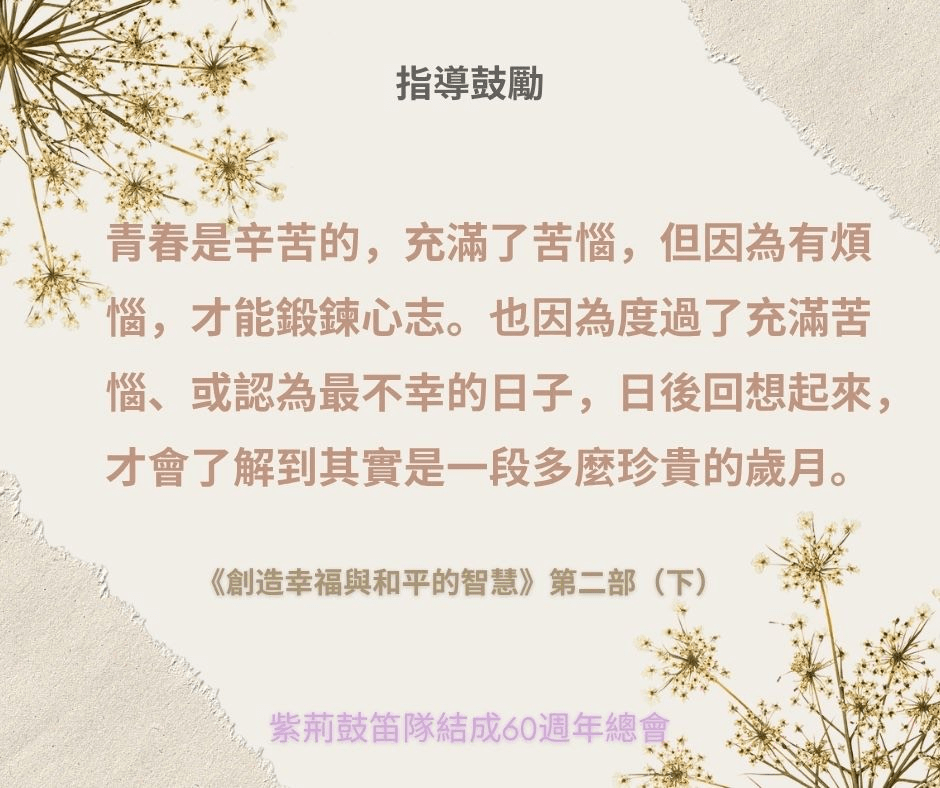 指導鼓勵
青春是辛苦的，充滿了苦惱，但因為有煩
惱，才能鍛鍊心志。也因為度過了充滿苦
惱、或認為最不幸的日子，日後回想起來，
才會了解到其實是一段多麼珍貴的歲月。
《創造幸福與和平的智慧》第二部（下）
紫荊鼓笛隊結成60週年總會